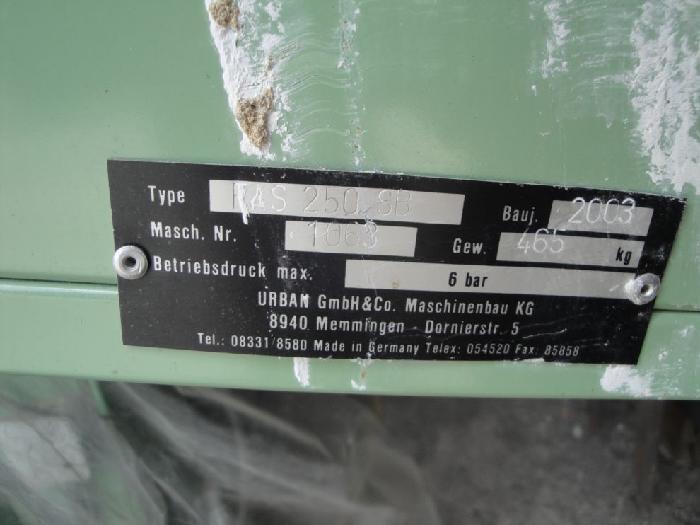 Type FAS 250/SB Bauj. 2003
Masch. Nr. 1063 Gew. 465 kg
Betriebsdruck max. 6 bar
URBAN GmbH&Co. Maschinenbau KG
8940 Memmingen Dornierstr. 5
Tel.: 08331/8580 Made in Germany Telex: 054520 Fax. 85858